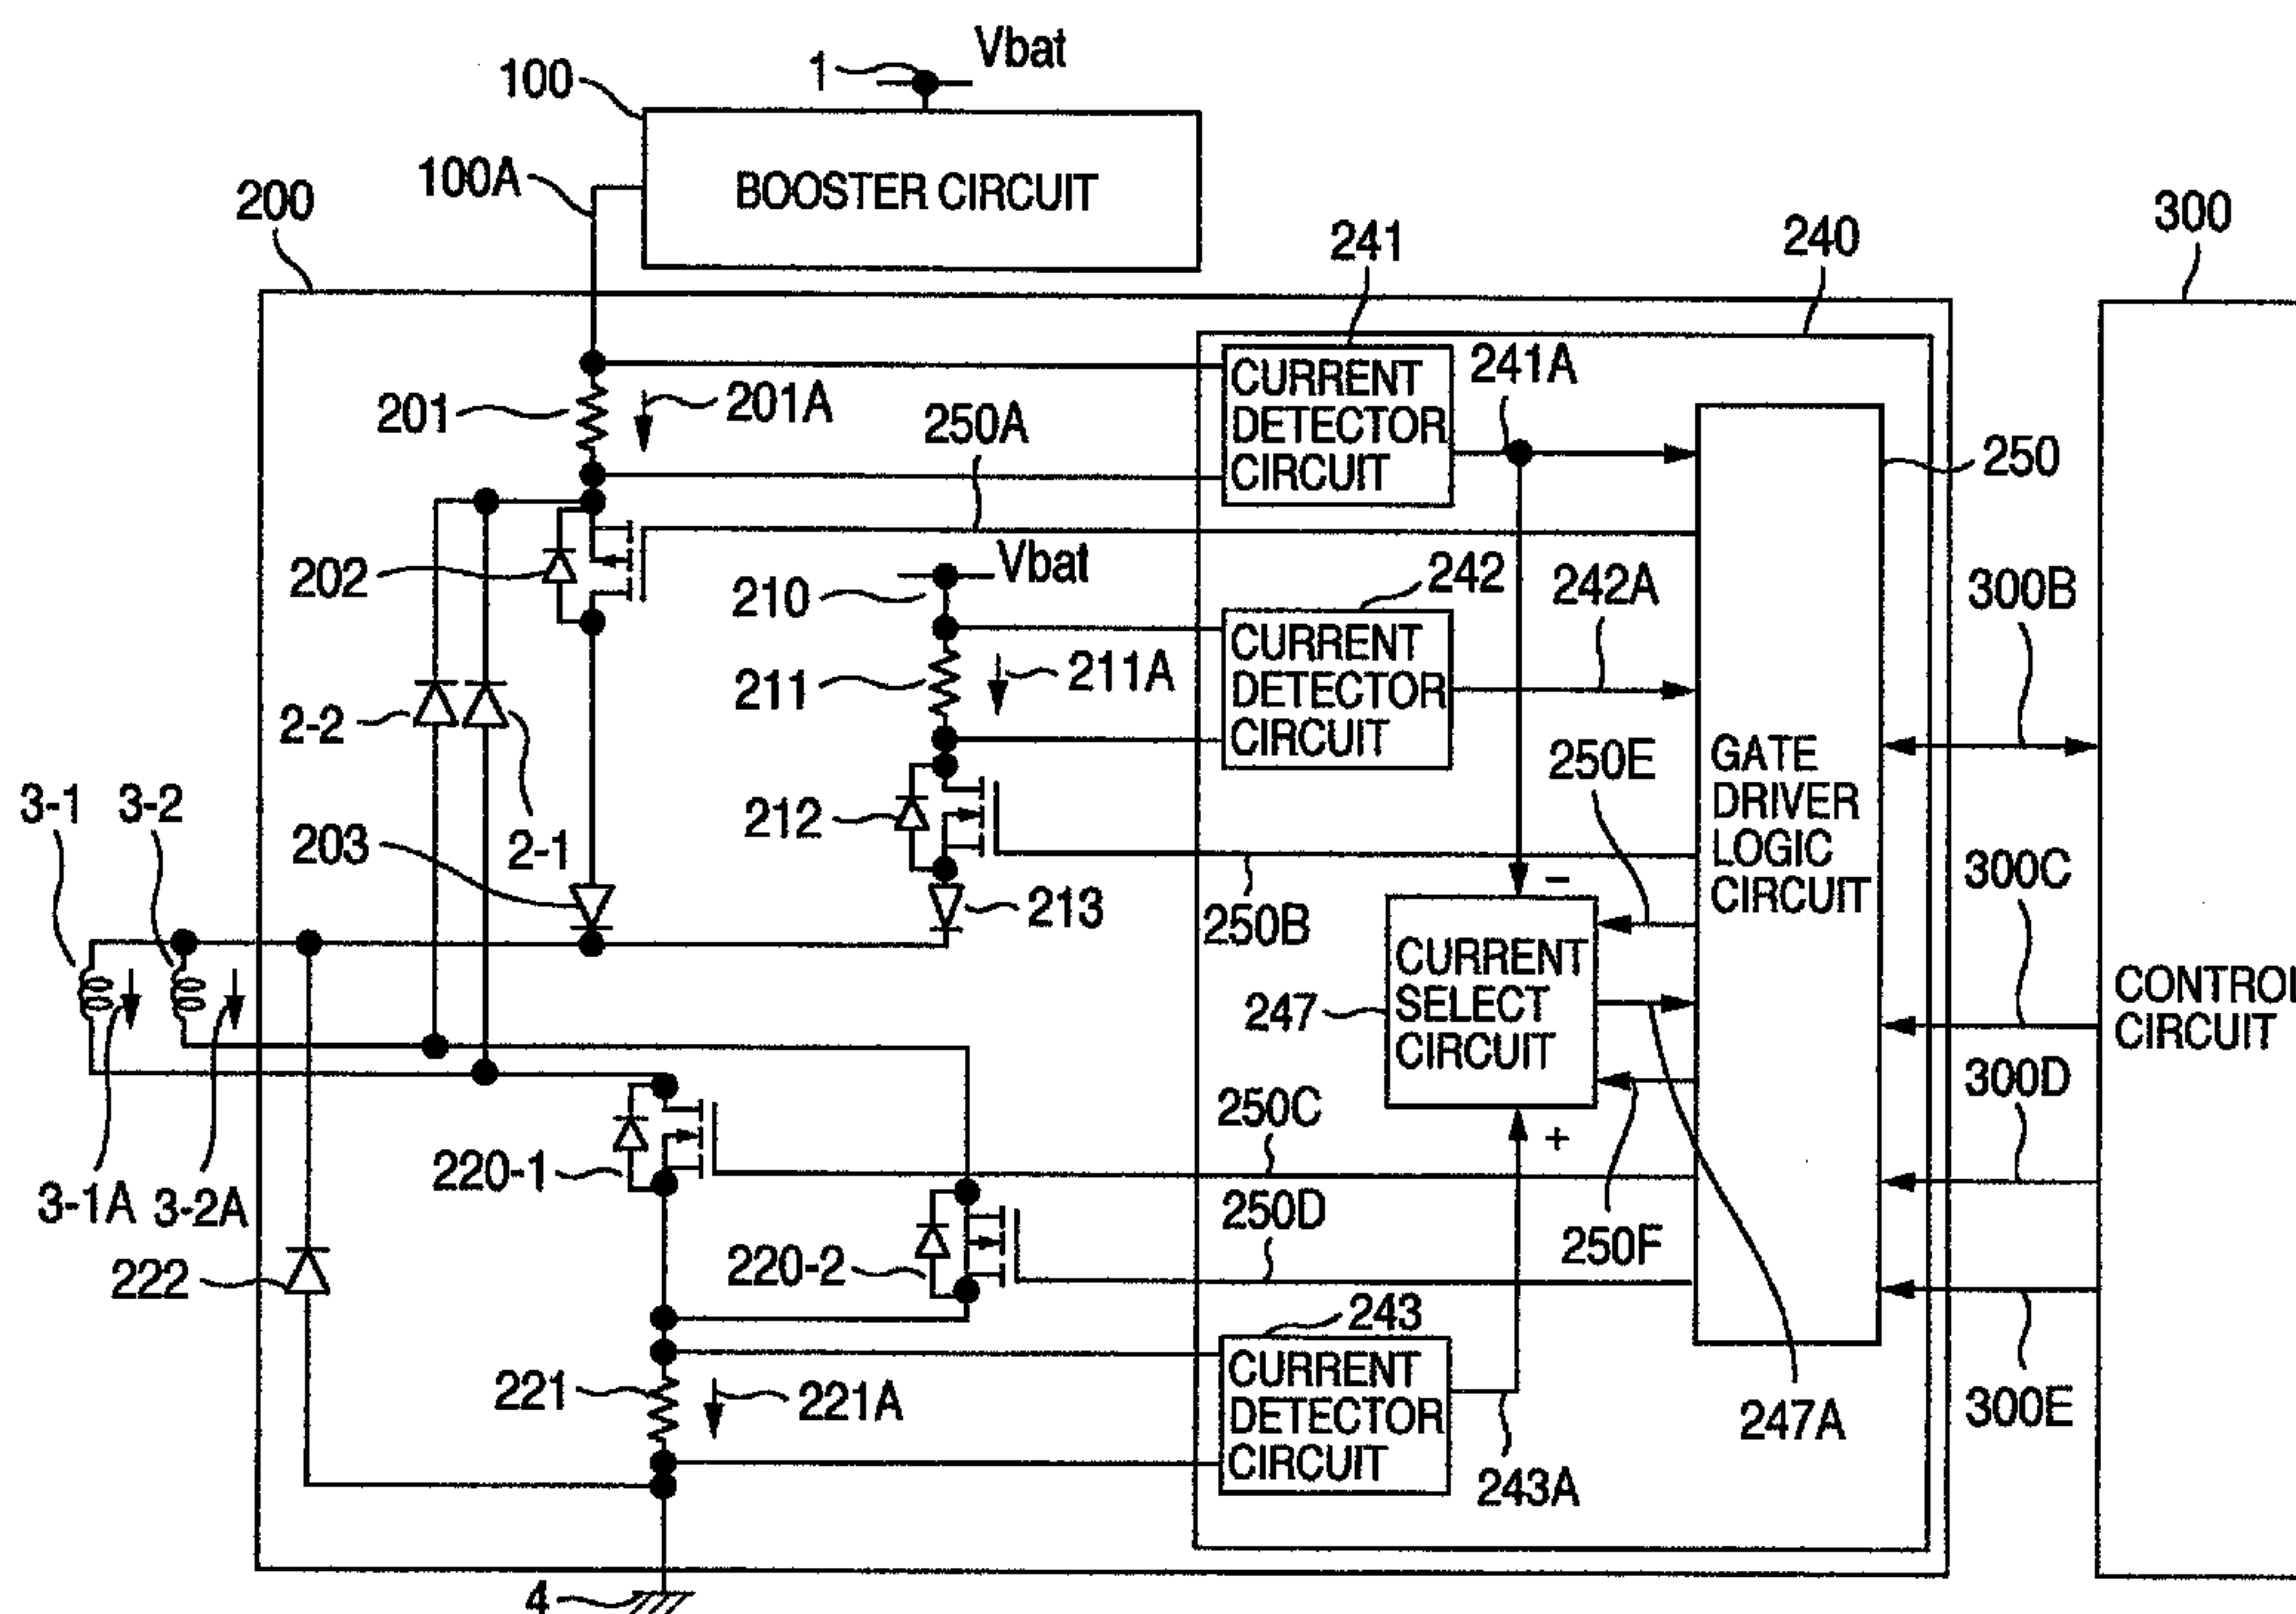 Vbat
1
100
BOOSTER CIRCUIT
100A
200
300
240
241
CURRENT
DETECTOR
CIRCUIT
241A
201
201A
250A
250
202
Vbat
210
242
242A
300B
CURRENT
DETECTOR
CIRCUIT
211
211A
2-2
2-1
GATE
DRIVER
LOGIC
CIRCUIT
250E
3-1
3-2
203
212
300C
213
250B
-
CURRENT
SELECT
CIRCUIT
247
CONTROL
CIRCUIT
300D
250C
+
220-1
3-1A
3-2A
250D
250F
220-2
222
243
CURRENT
DETECTOR
CIRCUIT
221
221A
247A
300E
243A
4